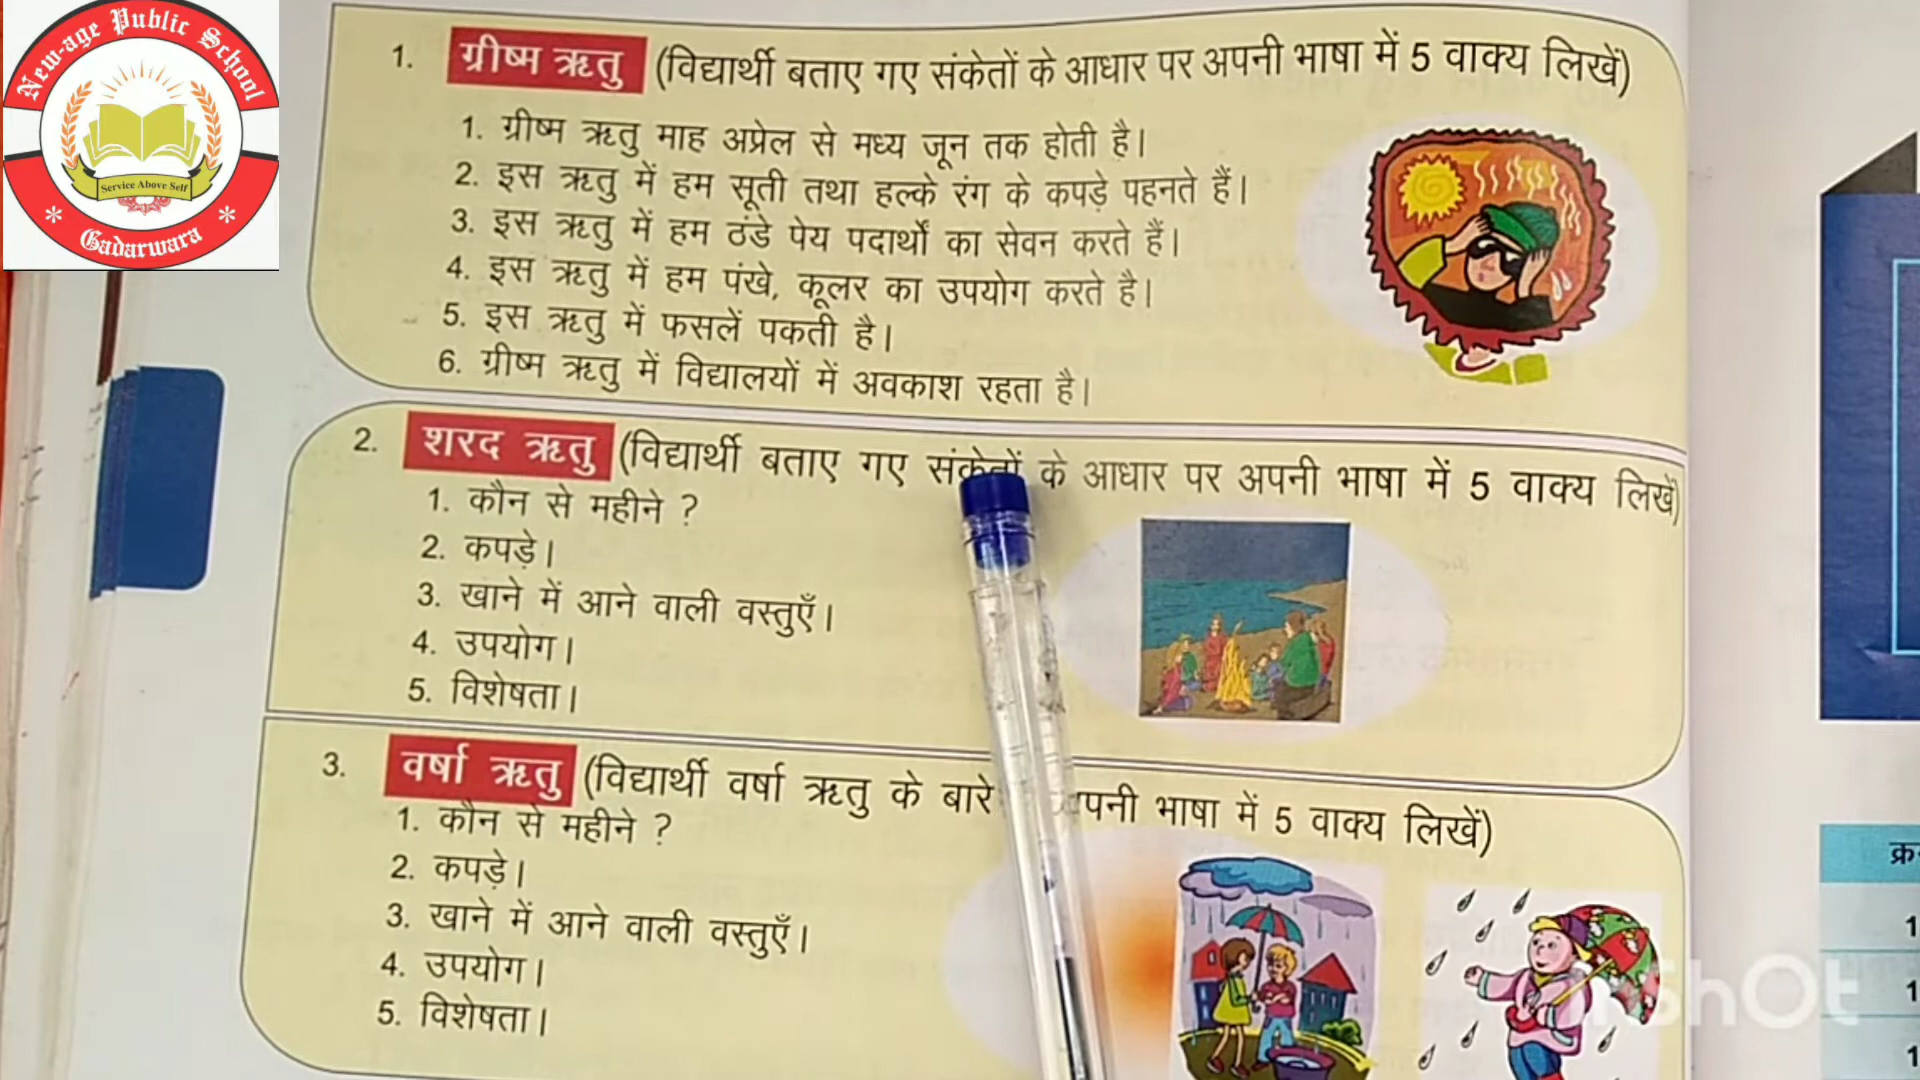 New-age Public School
Service Above Self
Gadarwara
1. ग्रीष्म ऋतु (विद्यार्थी बताए गए संकेतों के आधार पर अपनी भाषा में 5 वाक्य लिखें)
1. ग्रीष्म ऋतु माह अप्रेल से मध्य जून तक होती है।
2. इस ऋतु में हम सूती तथा हल्के रंग के कपड़े पहनते हैं।
3. इस ऋतु में हम ठंडे पेय पदार्थों का सेवन करते हैं।
4. इस ऋतु में हम पंखे, कूलर का उपयोग करते है।
5. इस ऋतु में फसलें पकती है।
6. ग्रीष्म ऋतु में विद्यालयों में अवकाश रहता है।
2. शरद ऋतु (विद्यार्थी बताए गए संकेतों के आधार पर अपनी भाषा में 5 वाक्य लिखें)
1. कौन से महीने ?
2. कपड़े।
3. खाने में आने वाली वस्तुएँ।
4. उपयोग।
5. विशेषता।
3. वर्षा ऋतु (विद्यार्थी वर्षा ऋतु के बारे पनी भाषा में 5 वाक्य लिखें)
1. कौन से महीने ?
2. कपड़े।
3. खाने में आने वाली वस्तुएँ।
4. उपयोग।
5. विशेषता।
क्र
1
1
1